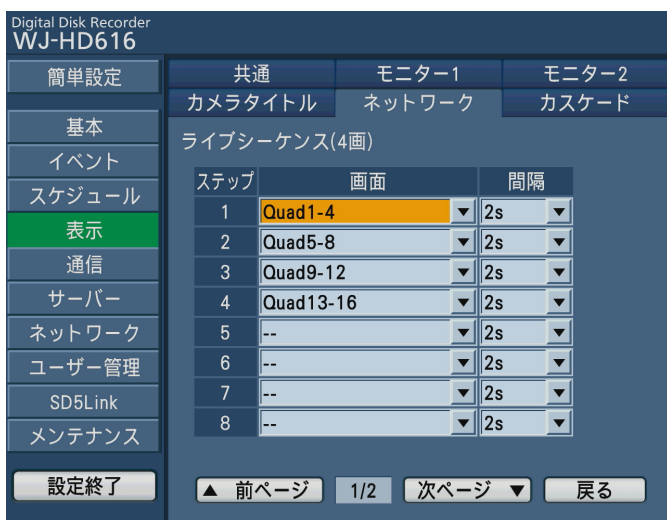 Digital Disk Recorder
WJ-HD616
簡単設定
基本
イベント
スケジュール
表示
通信
サーバー
ネットワーク
ユーザー管理
SD5Link
メンテナンス
設定終了
共通 モニター1 モニター2
カメラタイトル ネットワーク カスケード
ライブシーケンス(4画)
ステップ 画面 間隔
1 Quad1-4 ▼ 2s ▼
2 Quad5-8 ▼ 2s ▼
3 Quad9-12 ▼ 2s ▼
4 Quad13-16 ▼ 2s ▼
5 -- ▼ 2s ▼
6 -- ▼ 2s ▼
7 -- ▼ 2s ▼
8 -- ▼ 2s ▼
▲ 前ページ 1/2 次ページ ▼ 戻る